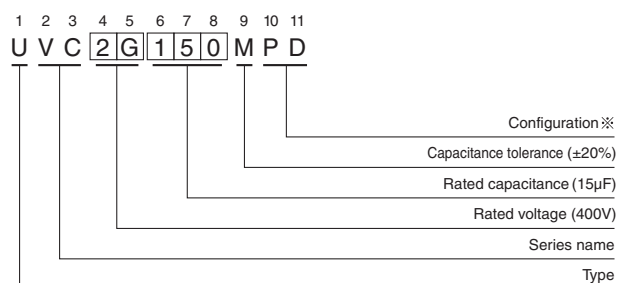 1 2 3 4 5 6 7 8 9 10 11
U V C 2 G 1 5 0 M P D
Configuration※
Capacitance tolerance (±20%)
Rated capacitance (15µF)
Rated voltage (400V)
Series name
Type